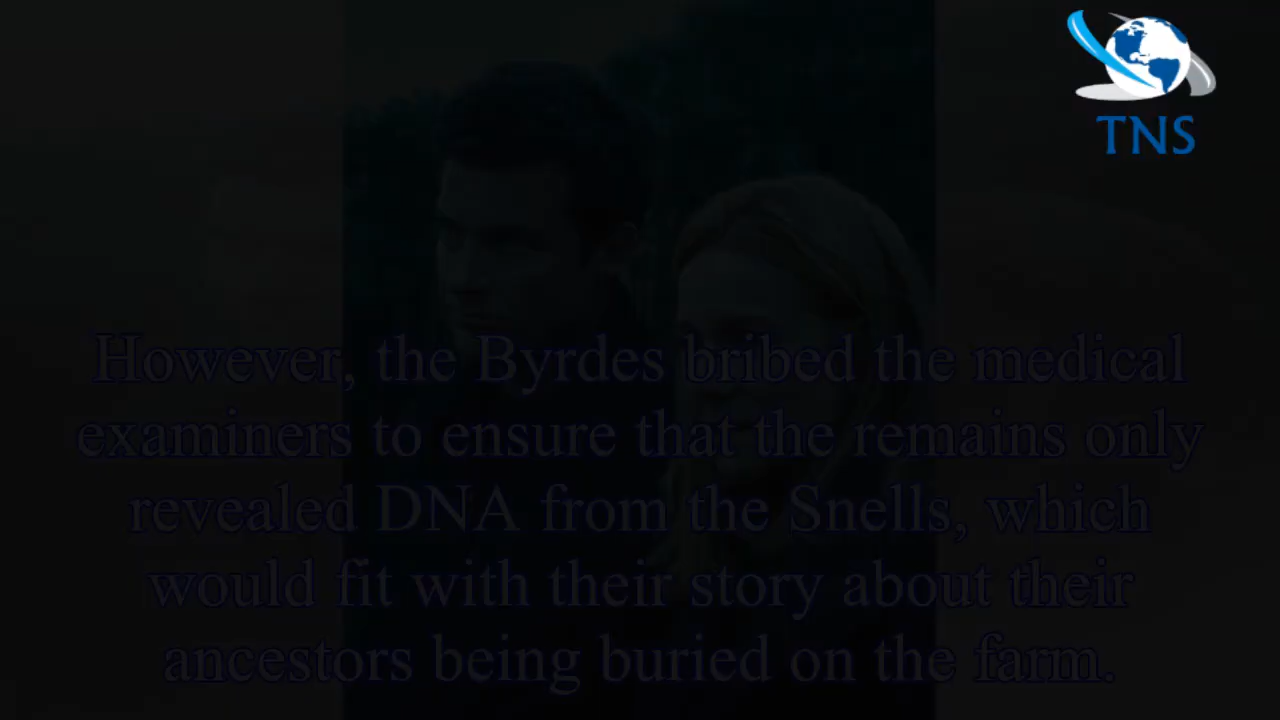 TNS
However, the Byrdes bribed the medical
examiners to ensure that the remains only
revealed DNA from the Snells, which
would fit with their story about their
ancestors being buried on the farm.